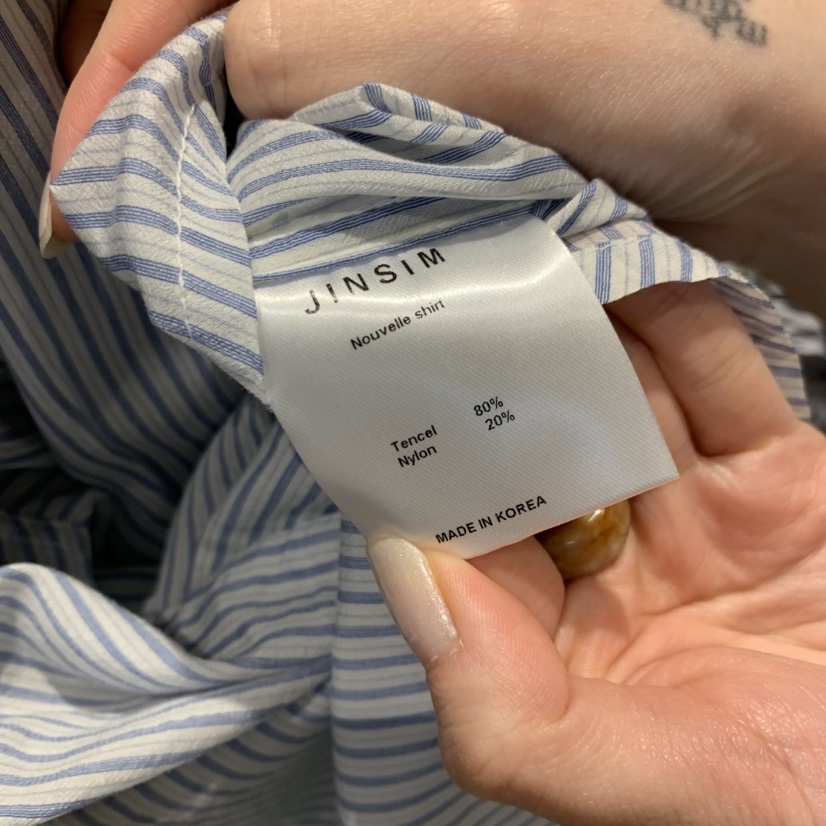 JINSIM
Nouvelle shirt
Tencel 80%
Nylon 20%
MADE IN KOREA